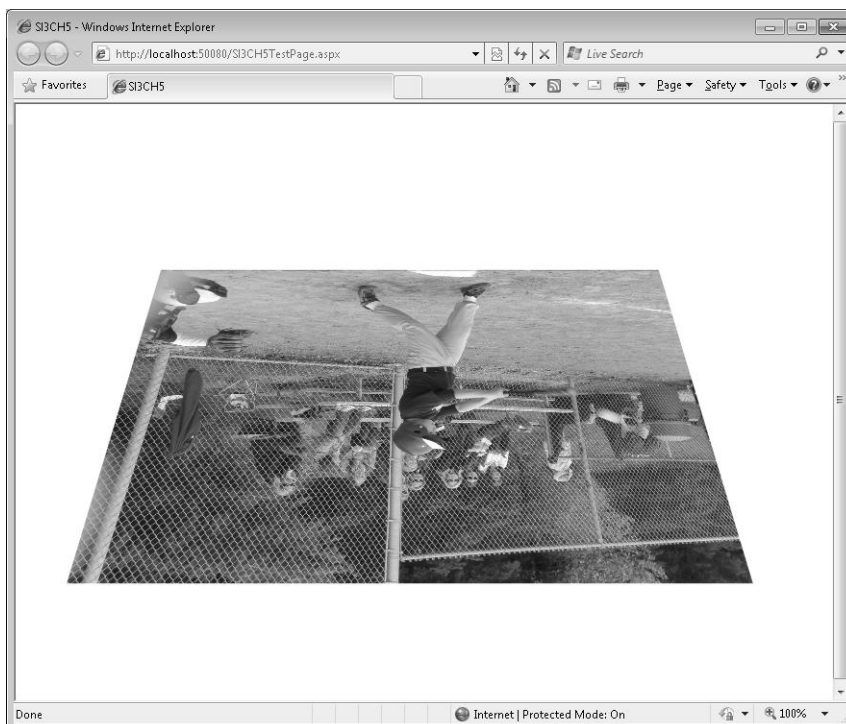 SI3CH5 - Windows Internet Explorer
http://localhost:50080/SI3CH5TestPage.aspx
Live Search
Favorites
SI3CH5
Page
Safety
Tools
Done
Internet | Protected Mode: On
100%